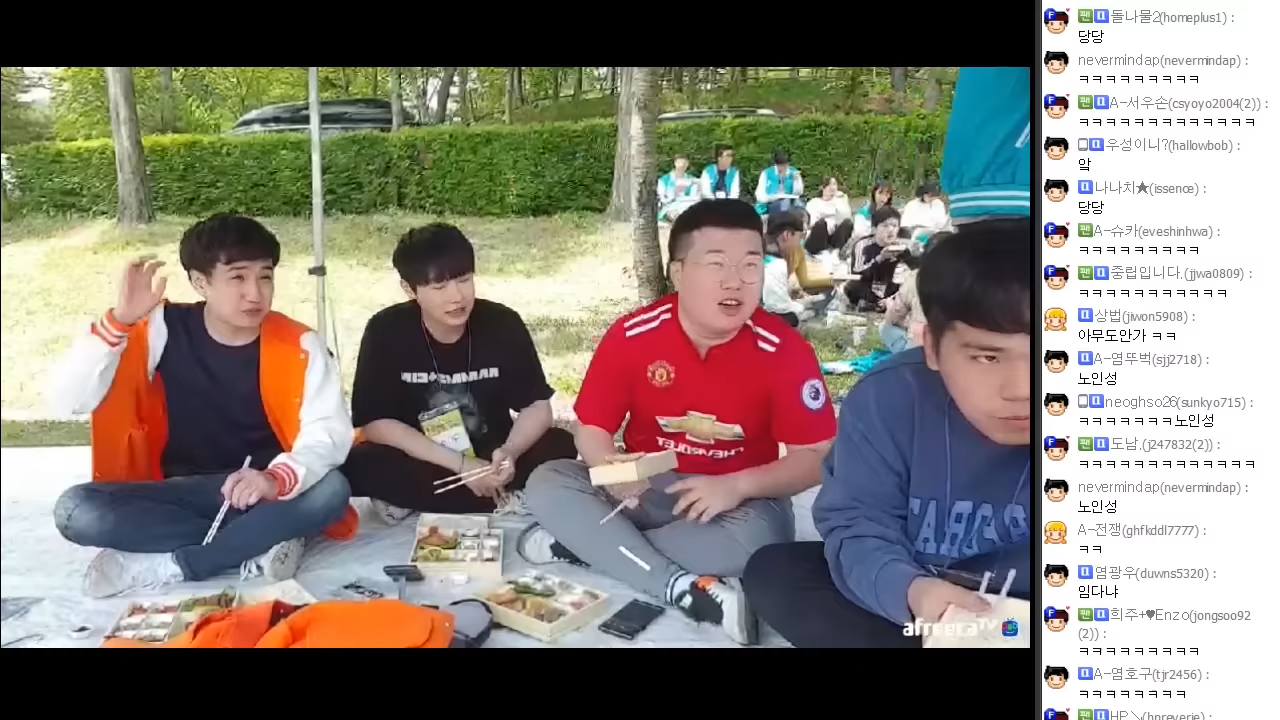 돌나물2(homeplus1) :
당당
nevermindap(nevermindap) :
ㅋㅋㅋㅋㅋㅋㅋㅋㅋ
A-서우손(csyoyo2004(2)) :
ㅋㅋㅋㅋㅋㅋㅋㅋㅋㅋㅋㅋㅋ
우성이니?(hallowbob) :
앜
나나치★(issence) :
당당
A-슈카(eveshinhwa) :
ㅋㅋㅋㅋㅋㅋㅋㅋㅋ
중립입니다.(jjwa0809) :
ㅋㅋㅋㅋㅋㅋㅋㅋㅋㅋㅋ
상법(jiwon5908) :
아무도안가 ㅋㅋ
A-염뚜벅(sjj2718) :
노인성
neoghso26(sunkyo715) :
ㅋㅋㅋㅋㅋㅋㅋ노인성
도남.(j247832(2)) :
ㅋㅋㅋㅋㅋㅋㅋㅋㅋㅋㅋㅋㅋ
nevermindap(nevermindap) :
노인성
A-전쟁(ghfkddl7777) :
ㅋㅋ
염광우(duwns5320) :
임다냐
희주+♥Enzo(jongsoo92
(2)) :
ㅋㅋㅋㅋㅋㅋㅋㅋㅋ
A-염호구(tjr2456) :
ㅋㅋㅋㅋㅋㅋㅋㅋ
HP↘(hpreverie) :
RAMMSTEIN
CHEVROLET
afreecaTV